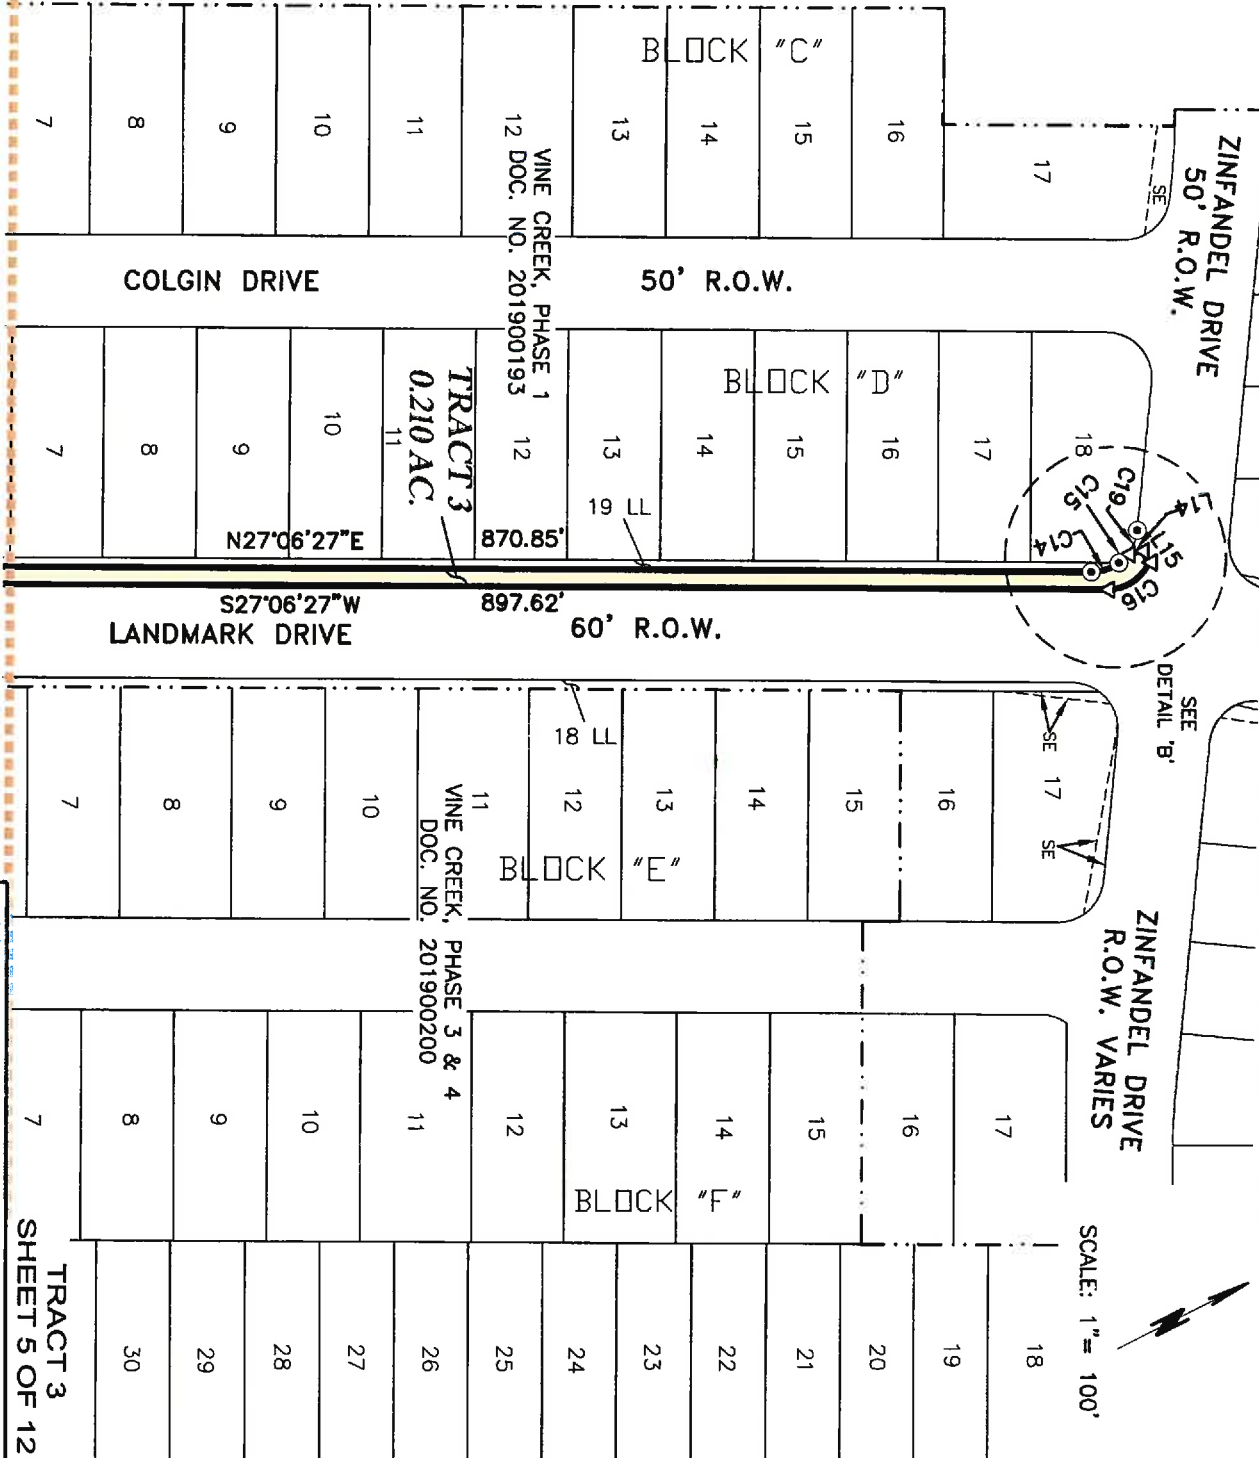 BLOCK "C"
7
8
9
10
11
12
13
14
15
16
17
SE
ZINFANDEL DRIVE
50' R.O.W.
VINE CREEK, PHASE 1
DOC. NO. 201900193
COLGIN DRIVE
50' R.O.W.
BLOCK "D"
7
8
9
10
11
12
13
14
15
16
17
18
TRACT 3
0.210 AC.
19 LL
C19
C15
C14
L14
L15
C16
N27°06'27"E
870.85'
S27°06'27"W
897.62'
LANDMARK DRIVE
60' R.O.W.
SEE
DETAIL 'B'
18 LL
SE
SE
7
8
9
10
11
12
13
14
15
16
17
BLOCK "E"
VINE CREEK, PHASE 3 & 4
DOC. NO. 201900200
ZINFANDEL DRIVE
R.O.W. VARIES
7
8
9
10
11
12
13
14
15
16
17
BLOCK "F"
30
29
28
27
26
25
24
23
22
21
20
19
18
SCALE: 1"= 100'
TRACT 3
SHEET 5 OF 12